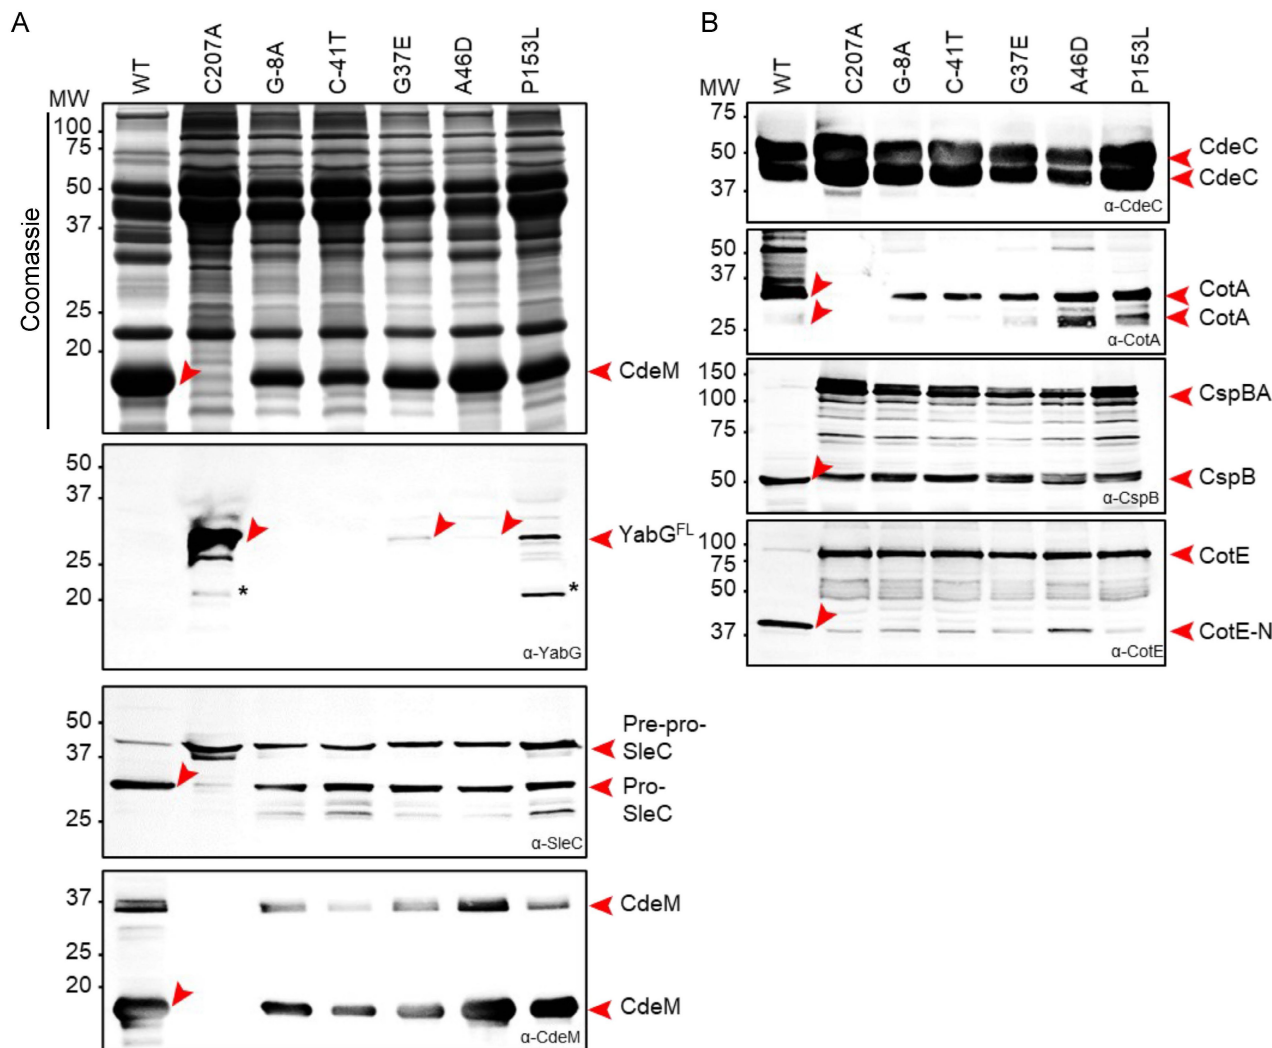 A
WT
C207A
G-8A
C-41T
G37E
A46D
P153L
MW
100
75
50
37
25
20
Coomassie
CdeM
50
37
25
20
*
*
YabG^FL
α-YabG
50
37
25
Pre-pro-
SleC
Pro-
SleC
α-SleC
37
25
20
CdeM
CdeM
α-CdeM
B
WT
C207A
G-8A
C-41T
G37E
A46D
P153L
MW
75
50
37
CdeC
CdeC
α-CdeC
50
37
25
CotA
CotA
α-CotA
150
100
75
50
CspBA
CspB
α-CspB
100
75
50
37
CotE
CotE-N
α-CotE